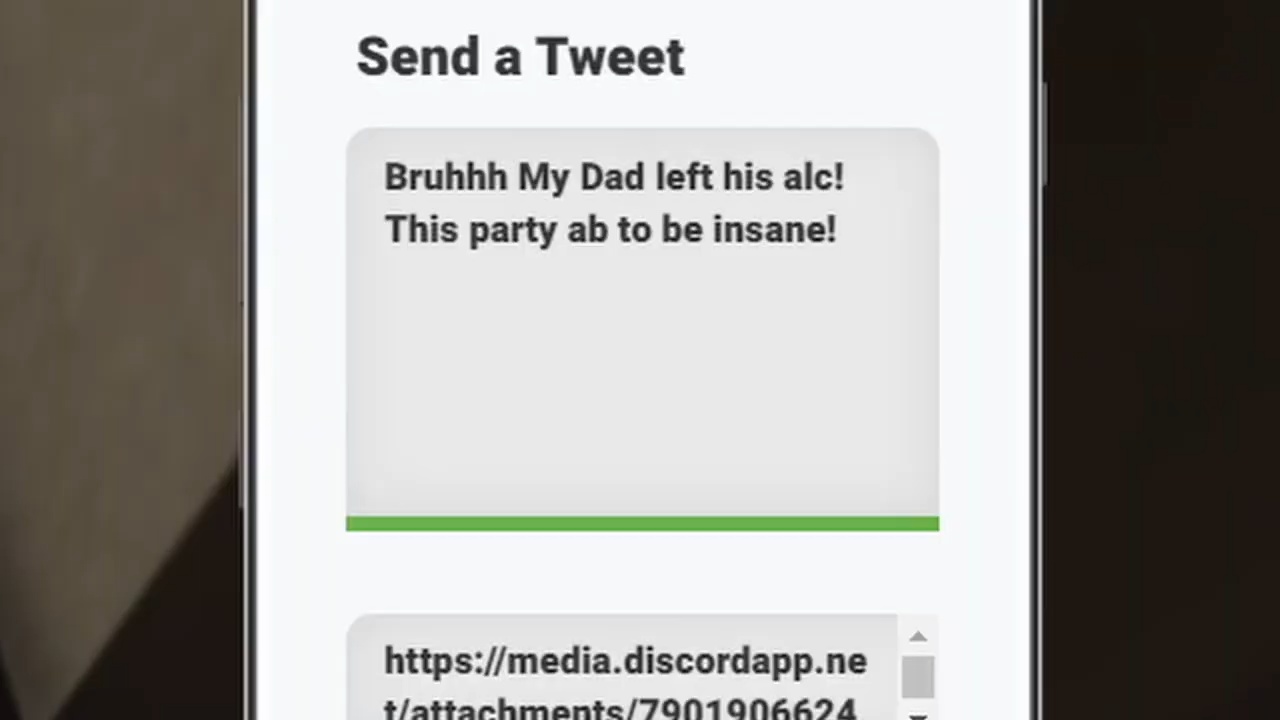 Send a Tweet
Bruhhh My Dad left his alc!
This party ab to be insane!
https://media.discordapp.ne
t/attachments/7901906624